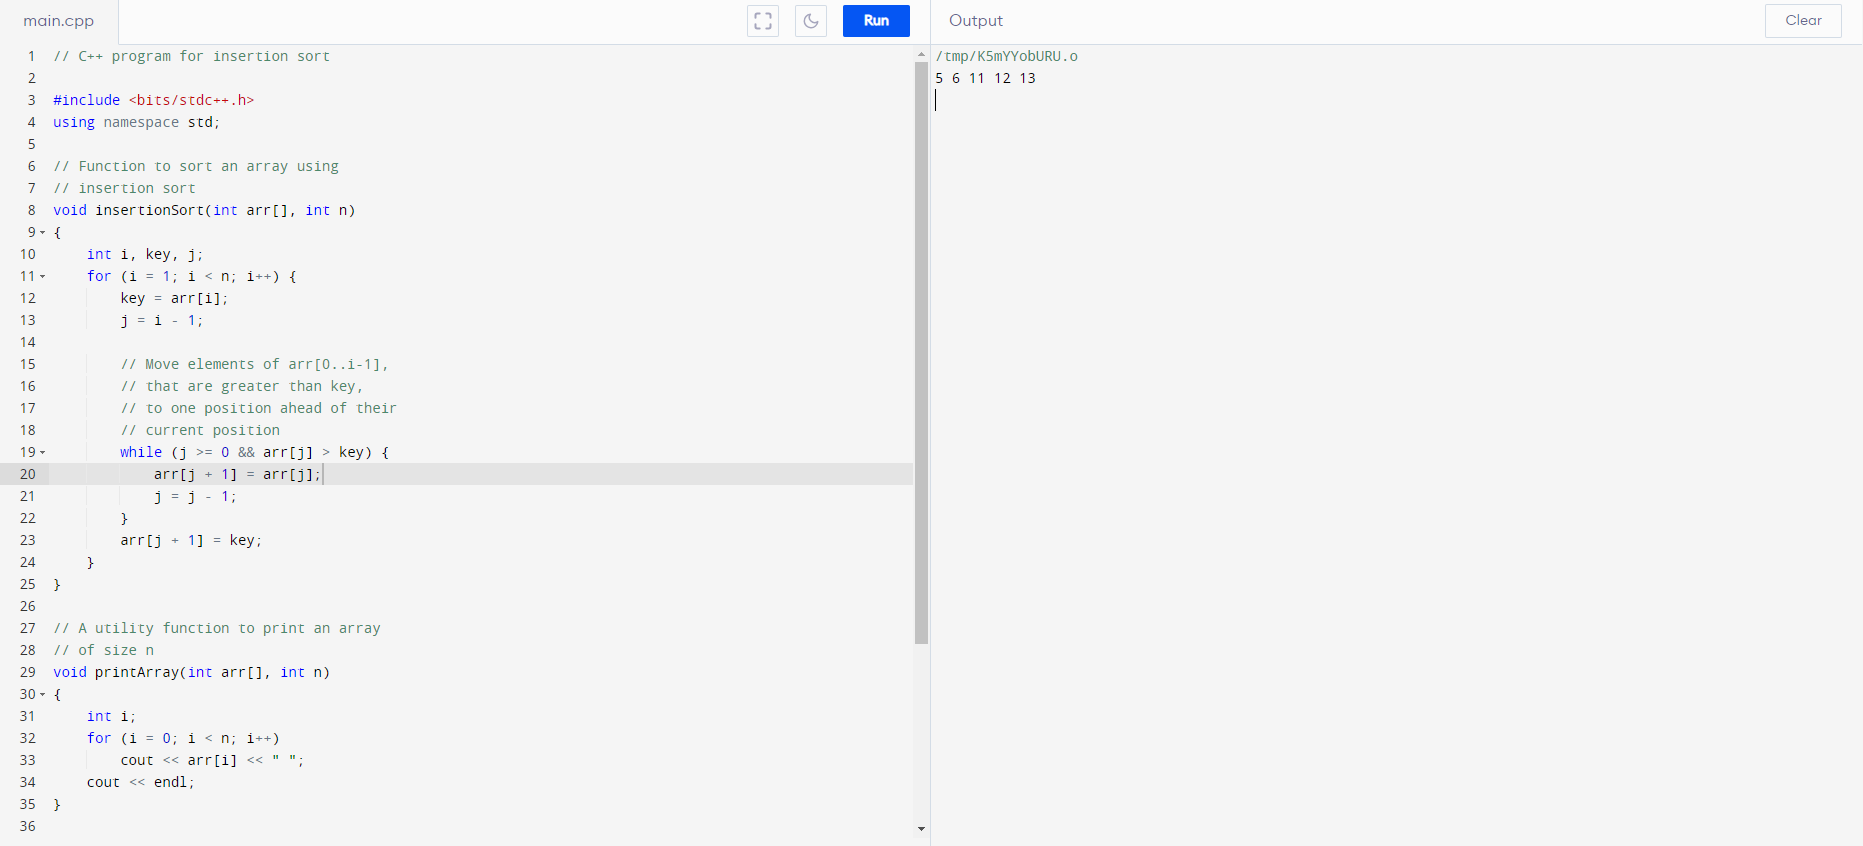 main.cpp
Run
Output
Clear
1 // C++ program for insertion sort
2
3 #include <bits/stdc++.h>
4 using namespace std;
5
6 // Function to sort an array using
7 // insertion sort
8 void insertionSort(int arr[], int n)
9 {
10     int i, key, j;
11     for (i = 1; i < n; i++) {
12         key = arr[i];
13         j = i - 1;
14
15         // Move elements of arr[0..i-1],
16         // that are greater than key,
17         // to one position ahead of their
18         // current position
19         while (j >= 0 && arr[j] > key) {
20             arr[j + 1] = arr[j];
21             j = j - 1;
22         }
23         arr[j + 1] = key;
24     }
25 }
26
27 // A utility function to print an array
28 // of size n
29 void printArray(int arr[], int n)
30 {
31     int i;
32     for (i = 0; i < n; i++)
33         cout << arr[i] << " ";
34     cout << endl;
35 }
36
/tmp/K5mYYobURU.o
5 6 11 12 13